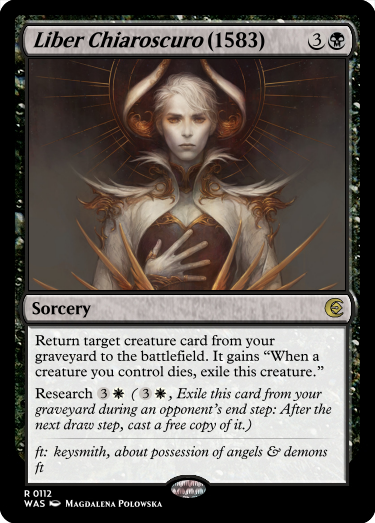 Liber Chiaroscuro (1583) 3
Sorcery
Return target creature card from your
graveyard to the battlefield. It gains “When a
creature you control dies, exile this creature.”
Research 3 ( 3 , Exile this card from your
graveyard during an opponent's end step: After the
next draw step, cast a free copy of it.)
ft: keysmith, about possession of angels & demons
ft
R 0112
WAS Magdalena Polowska